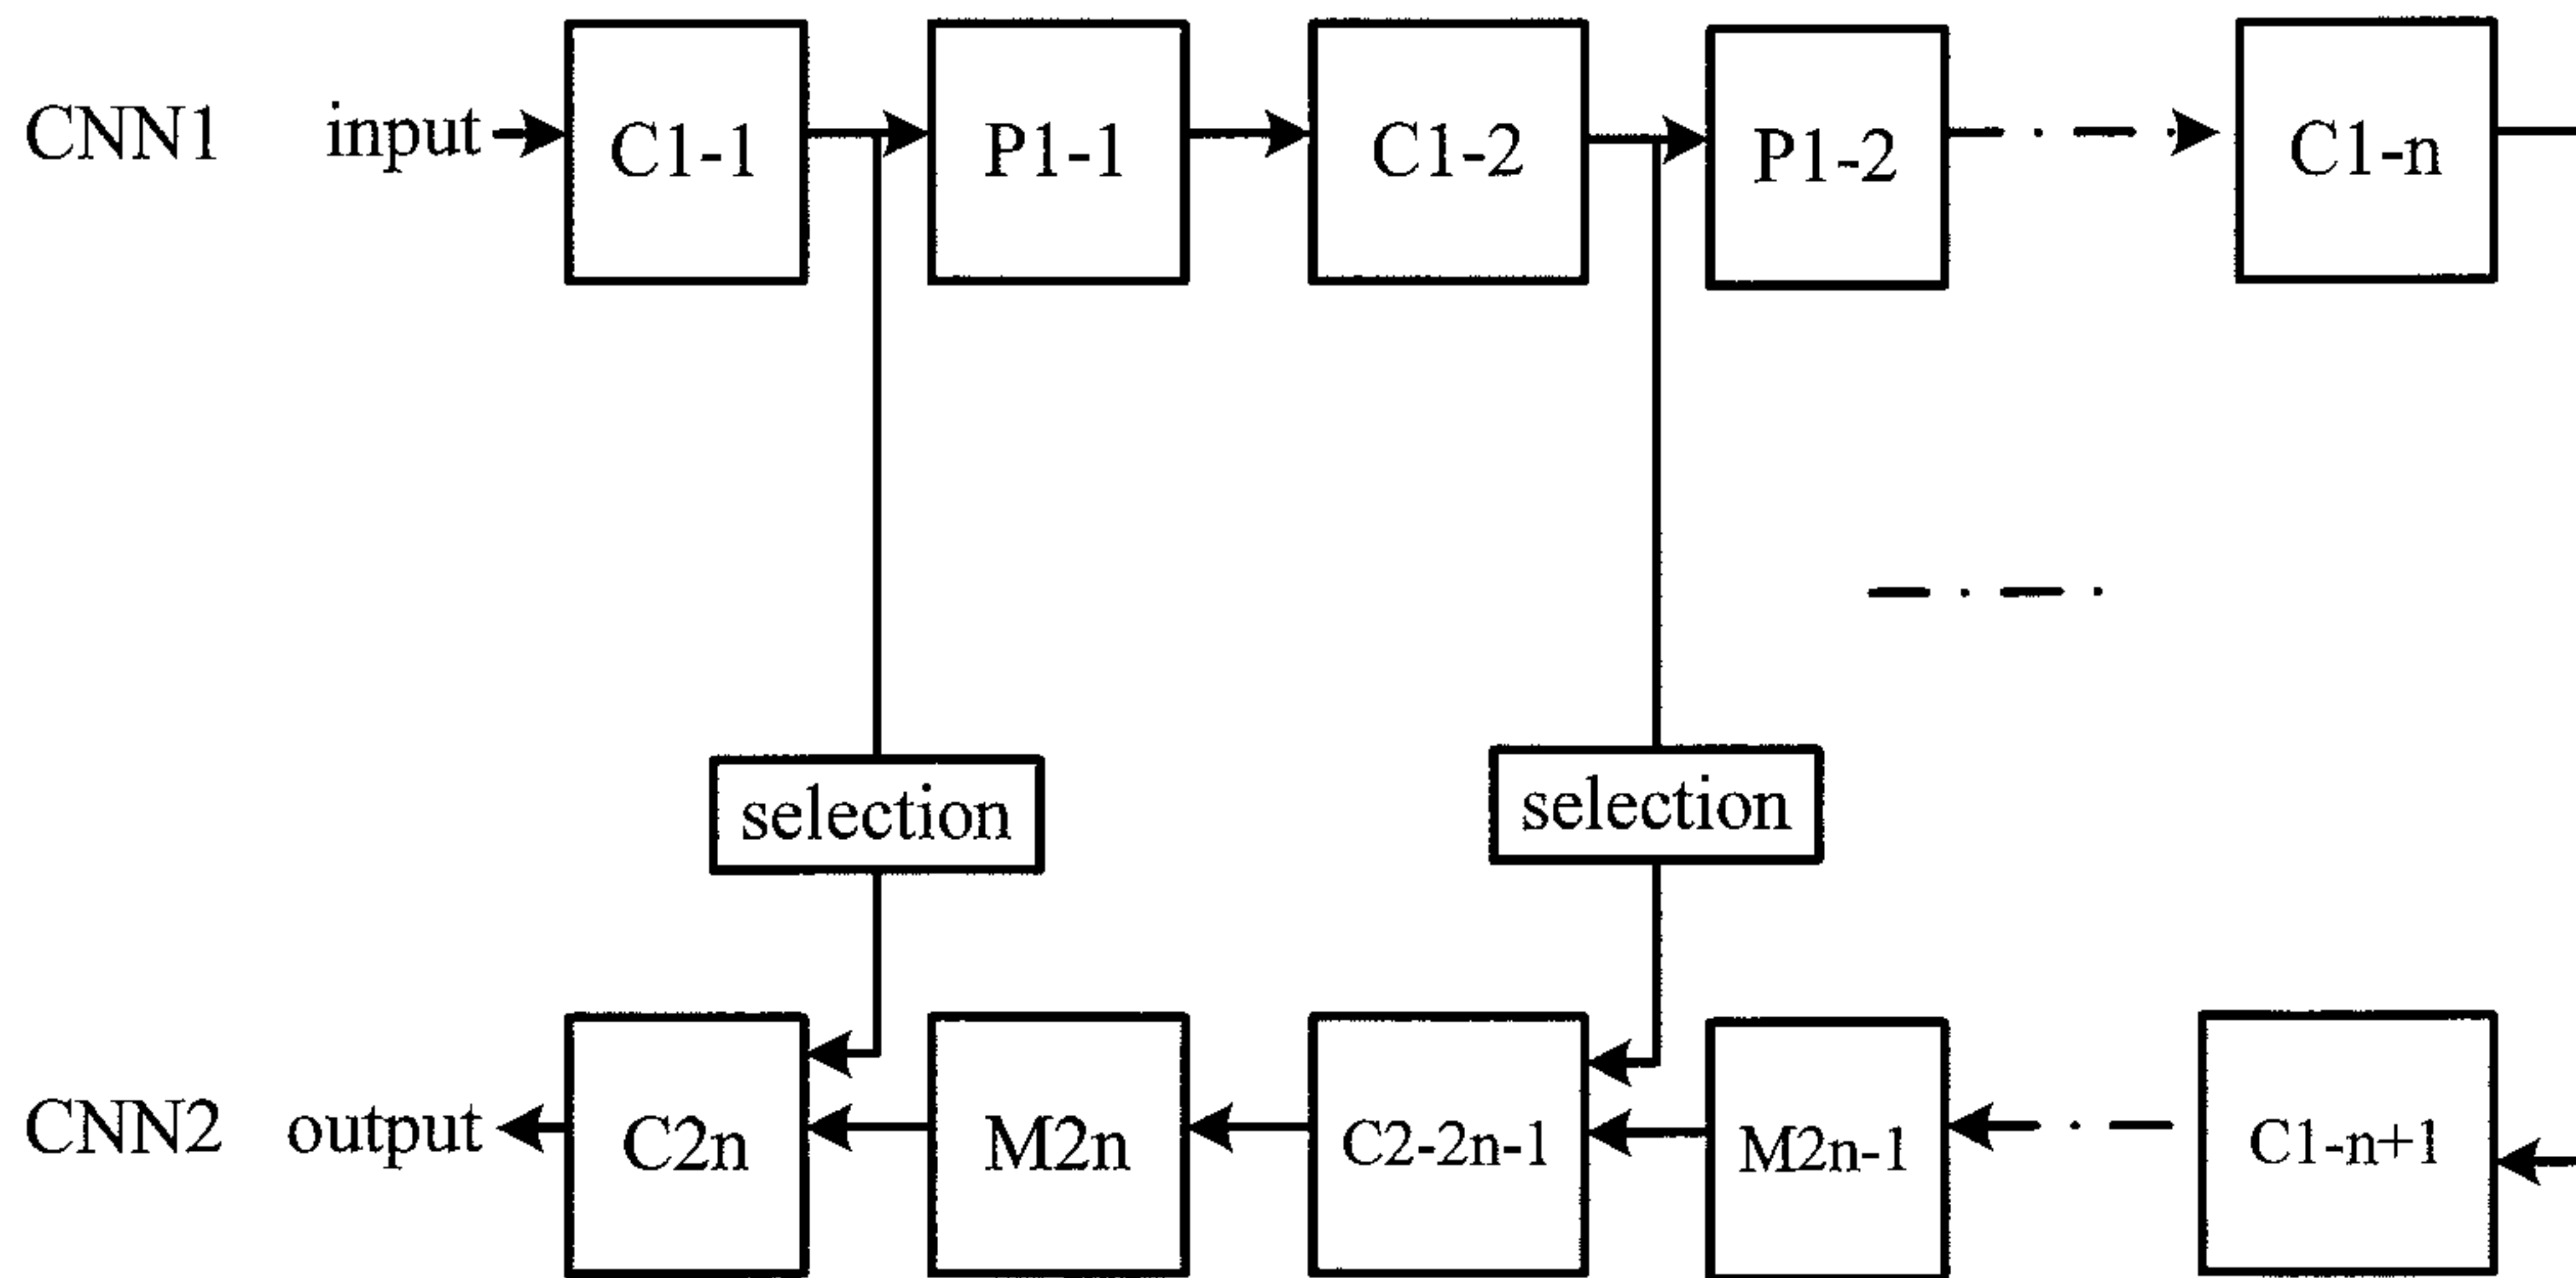 CNN1 input C1-1 P1-1 C1-2 P1-2 C1-n
selection selection
CNN2 output C2n M2n C2-2n-1 M2n-1 C1-n+1